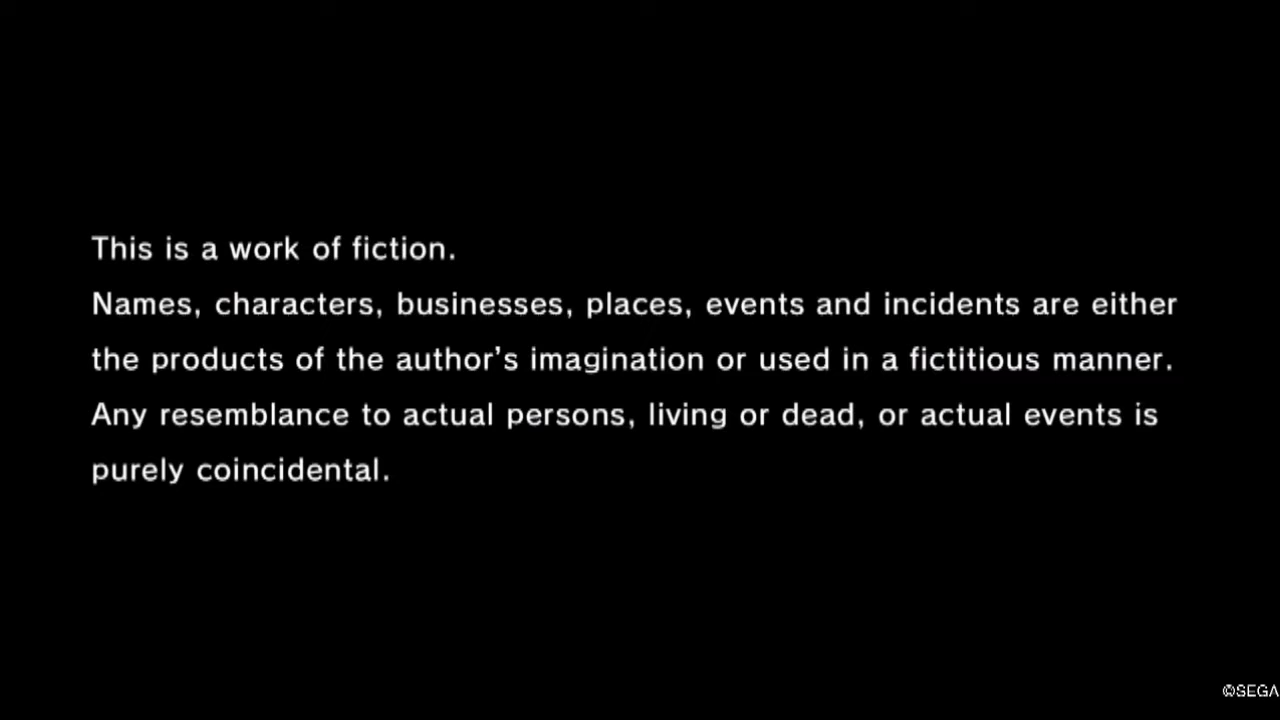 This is a work of fiction.
Names, characters, businesses, places, events and incidents are either
the products of the author’s imagination or used in a fictitious manner.
Any resemblance to actual persons, living or dead, or actual events is
purely coincidental.
©SEGA